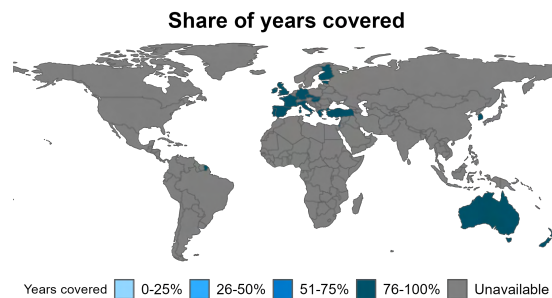 Share of years covered
Years covered 0-25% 26-50% 51-75% 76-100% Unavailable